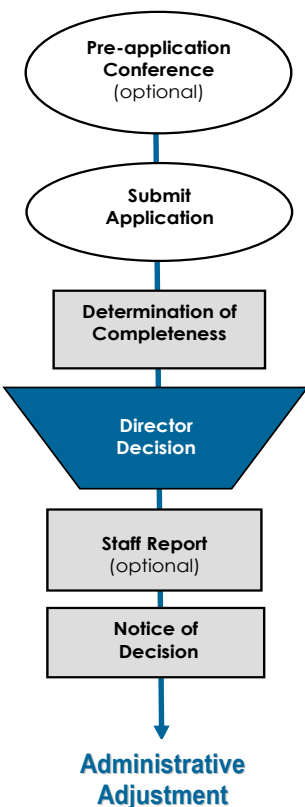 Pre-application
Conference
(optional)
Submit
Application
Determination of
Completeness
Director
Decision
Staff Report
(optional)
Notice of
Decision
Administrative
Adjustment